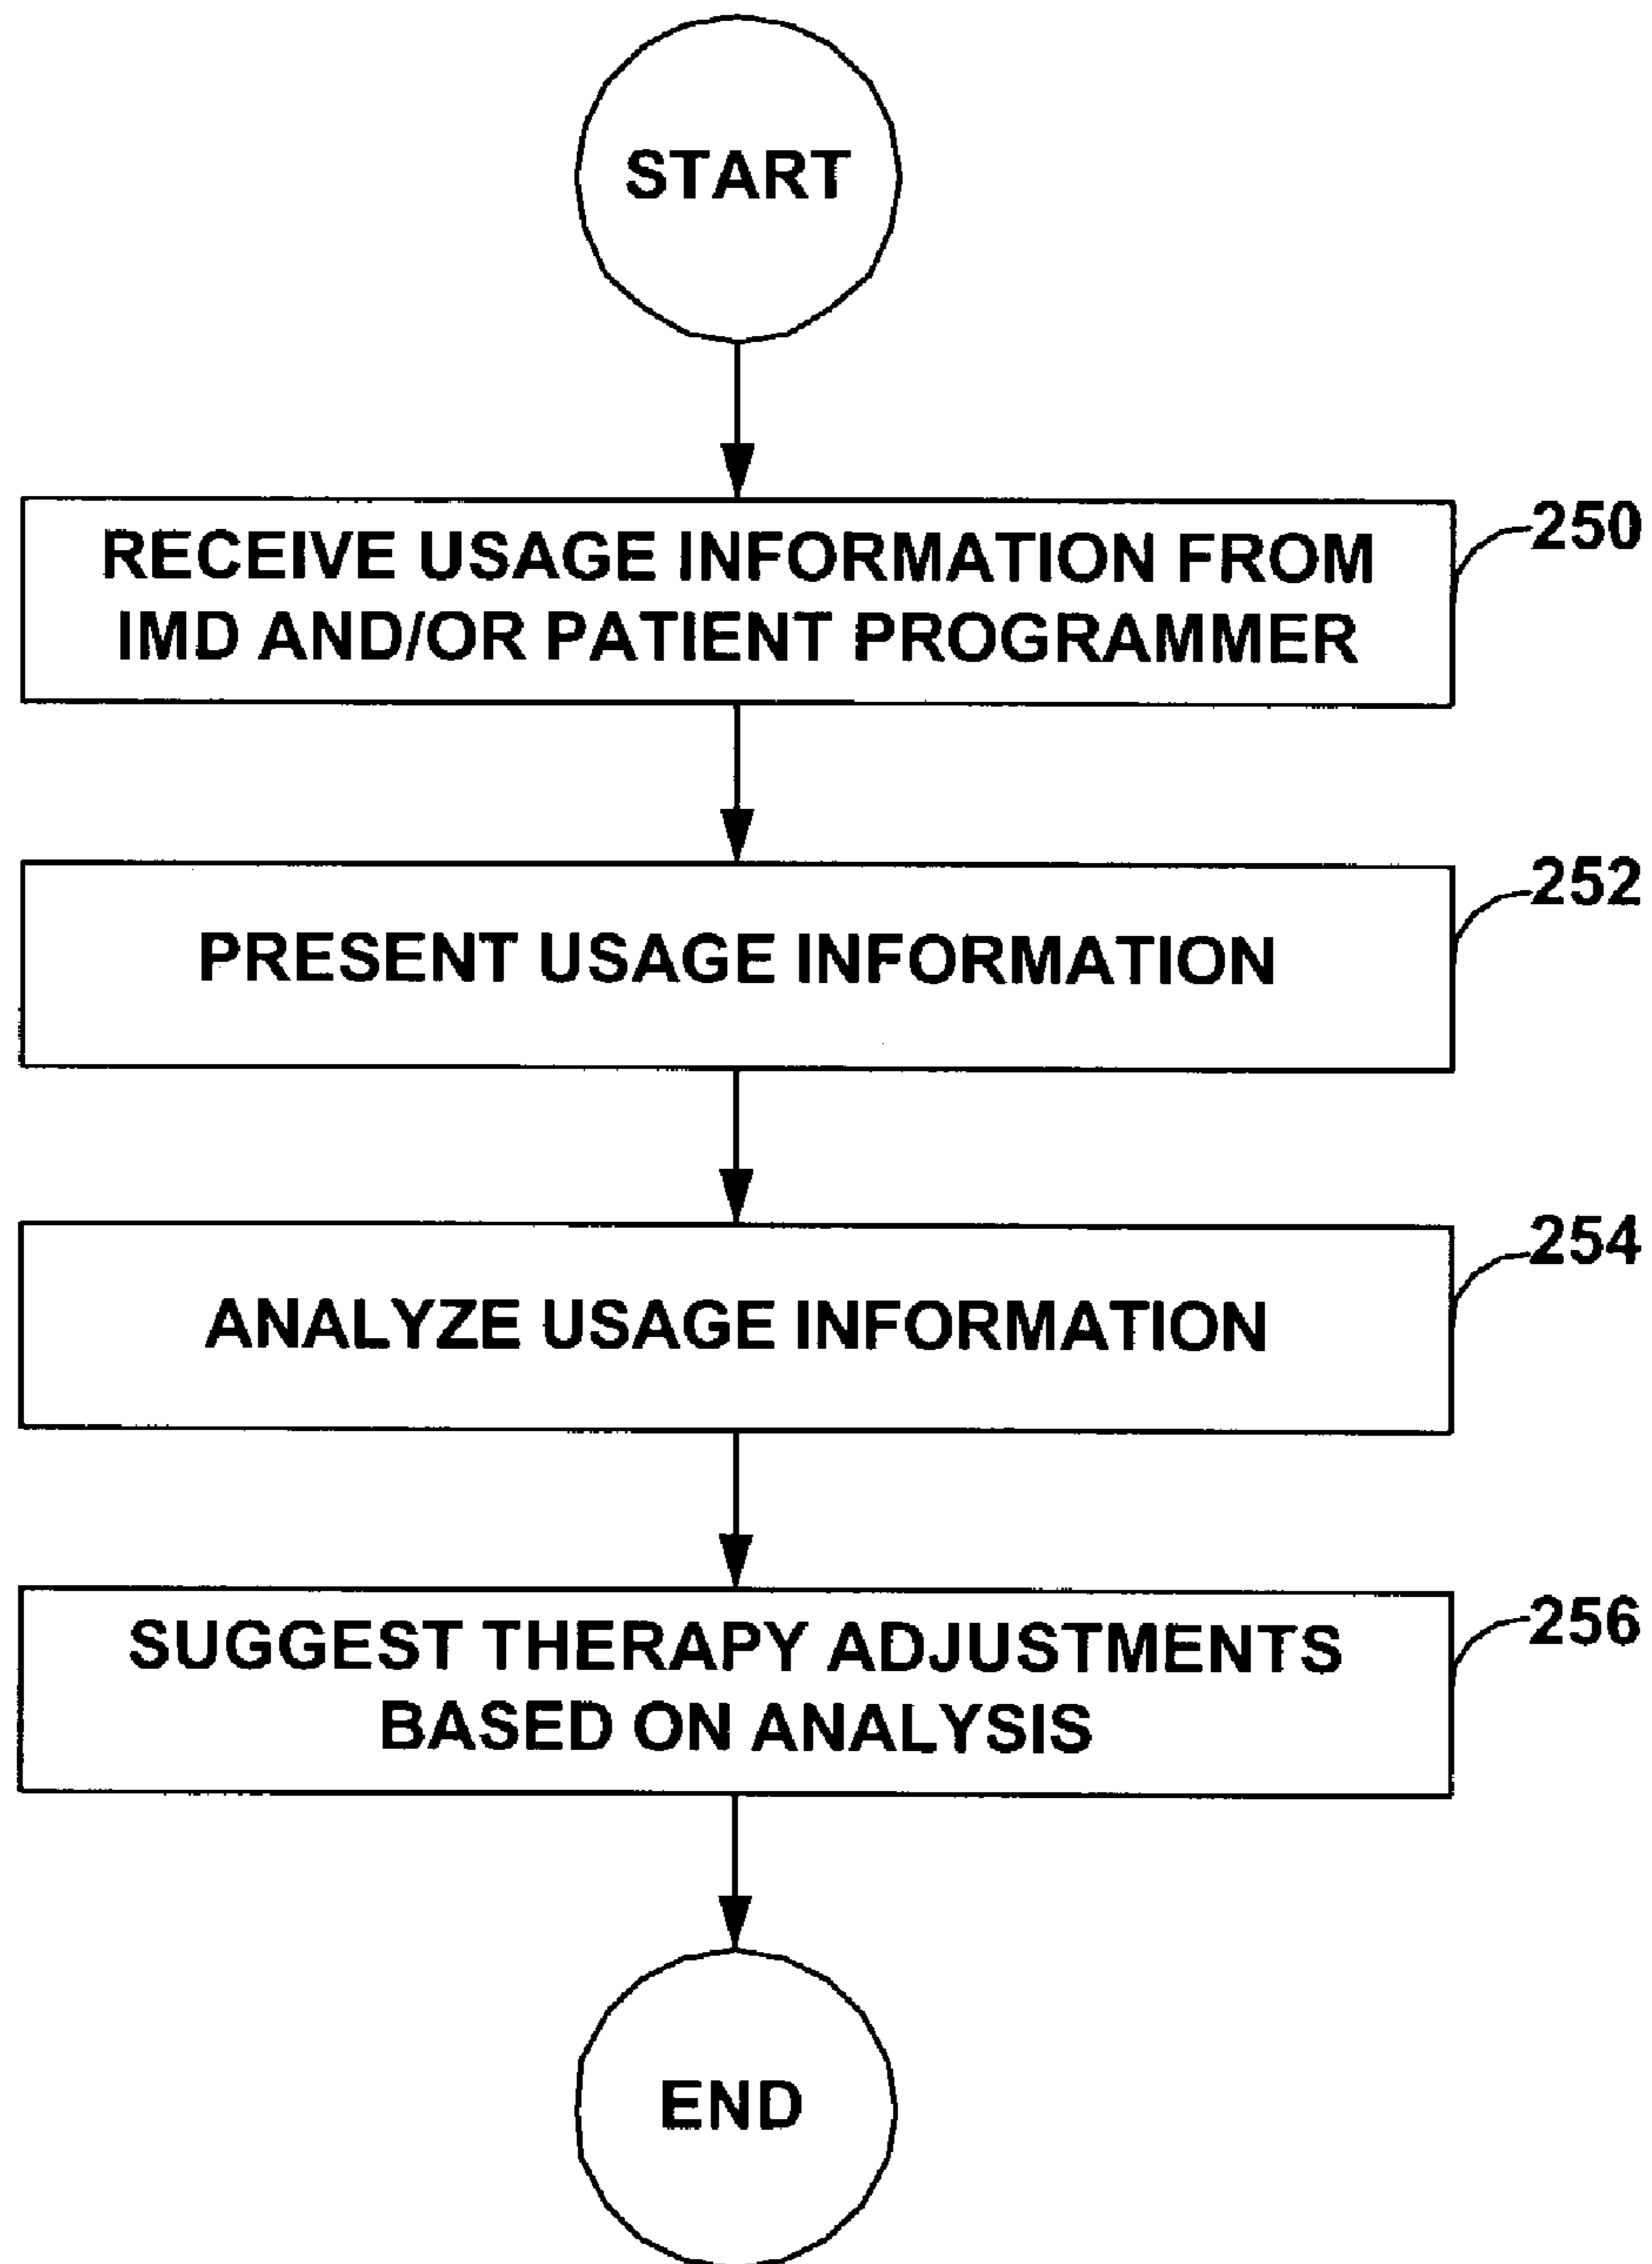 START
RECEIVE USAGE INFORMATION FROM
IMD AND/OR PATIENT PROGRAMMER
250
PRESENT USAGE INFORMATION
252
ANALYZE USAGE INFORMATION
254
SUGGEST THERAPY ADJUSTMENTS
BASED ON ANALYSIS
256
END